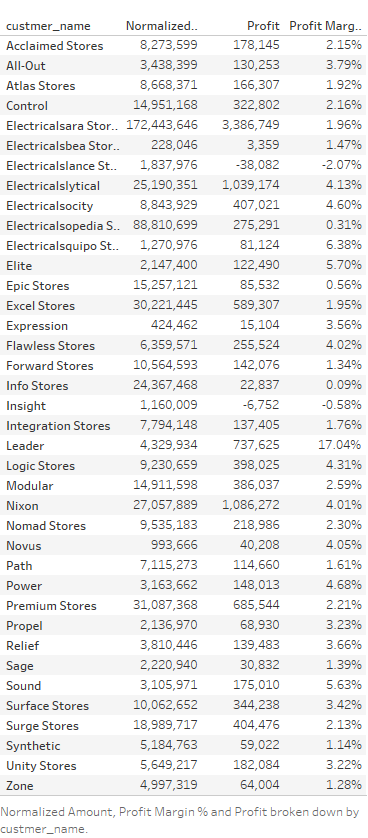 custmer_name Normalized.. Profit Profit Marg..
Acclaimed Stores 8,273,599 178,145 2.15%
All-Out 3,438,399 130,253 3.79%
Atlas Stores 8,668,371 166,307 1.92%
Control 14,951,168 322,802 2.16%
Electricalsara Stor.. 172,443,646 3,386,749 1.96%
Electricalsbea Stor.. 228,046 3,359 1.47%
Electricalslance St.. 1,837,976 -38,082 -2.07%
Electricalslytical 25,190,351 1,039,174 4.13%
Electricalsocity 8,843,929 407,021 4.60%
Electricalsopedia S.. 88,810,699 275,291 0.31%
Electricalsquipo St.. 1,270,976 81,124 6.38%
Elite 2,147,400 122,490 5.70%
Epic Stores 15,257,121 85,532 0.56%
Excel Stores 30,221,445 589,307 1.95%
Expression 424,462 15,104 3.56%
Flawless Stores 6,359,571 255,524 4.02%
Forward Stores 10,564,593 142,076 1.34%
Info Stores 24,367,468 22,837 0.09%
Insight 1,160,009 -6,752 -0.58%
Integration Stores 7,794,148 137,405 1.76%
Leader 4,329,934 737,625 17.04%
Logic Stores 9,230,659 398,025 4.31%
Modular 14,911,598 386,037 2.59%
Nixon 27,057,889 1,086,272 4.01%
Nomad Stores 9,535,183 218,986 2.30%
Novus 993,666 40,208 4.05%
Path 7,115,273 114,660 1.61%
Power 3,163,662 148,013 4.68%
Premium Stores 31,087,368 685,544 2.21%
Propel 2,136,970 68,930 3.23%
Relief 3,810,446 139,483 3.66%
Sage 2,220,940 30,832 1.39%
Sound 3,105,971 175,010 5.63%
Surface Stores 10,062,652 344,238 3.42%
Surge Stores 18,989,717 404,476 2.13%
Synthetic 5,184,763 59,022 1.14%
Unity Stores 5,649,217 182,084 3.22%
Zone 4,997,319 64,004 1.28%
Normalized Amount, Profit Margin % and Profit broken down by
custmer_name.